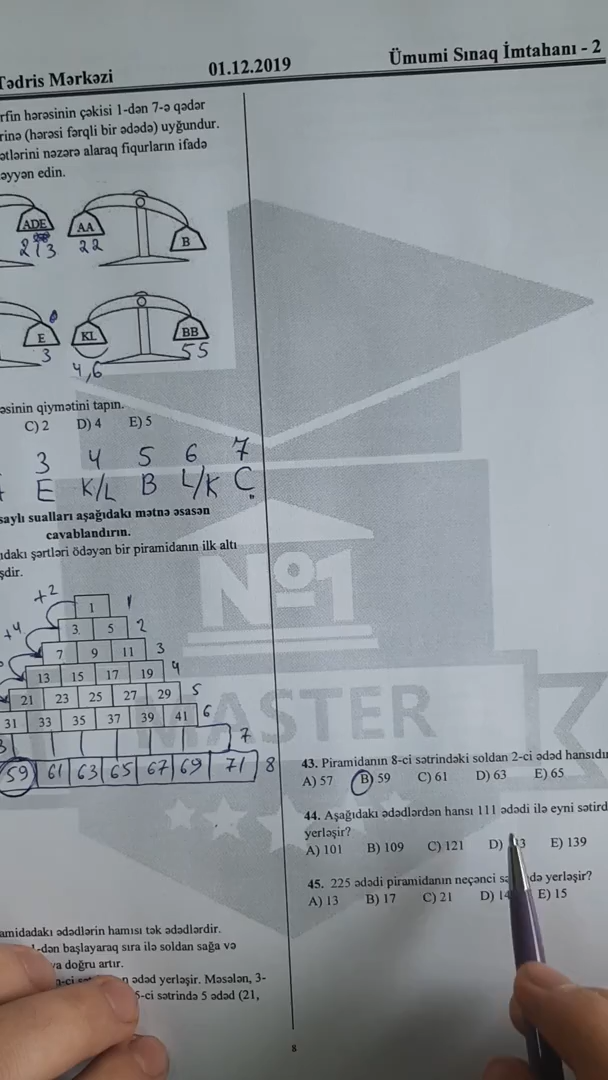 Tədris Mərkəzi 01.12.2019 Ümumi Sınaq İmtahanı - 2
rfin hərəsinin çəkisi 1-dən 7-ə qədər
rinə (hərəsi fərqli bir ədədə) uyğundur.
ətlərini nəzərə alaraq fiqurların ifadə
əyyən edin.
ADE AA B
22
E KL BB
3 55
4,6
əsinin qiymətini tapın.
C) 2 D) 4 E) 5
3 4 5 6 7
E K/L B L/K C
saylı sualları aşağıdakı mətnə əsasən
cavablandırın.
ıdakı şərtləri ödəyən bir piramidanın ilk altı
şdir.
+2 1 1
+4 3 5 2
7 9 11 3
13 15 17 19 4
21 23 25 27 29 5
31 33 35 37 39 41 6
7
59 61 63 65 67 69 71 8
amidadakı ədədlərin hamısı tək ədədlərdir.
-dən başlayaraq sıra ilə soldan sağa və
ya doğru artır.
n ədəd yerləşir. Məsələn, 3-
5-ci sətrində 5 ədəd (21,
№1
MASTER
43. Piramidanın 8-ci sətrindəki soldan 2-ci ədəd hansıdı
A) 57 B) 59 C) 61 D) 63 E) 65
44. Aşağıdakı ədədlərdən hansı 111 ədədi ilə eyni sətird
yerləşir?
A) 101 B) 109 C) 121 D) E) 139
45. 225 ədədi piramidanın neçənci də yerləşir?
A) 13 B) 17 C) 21 D) E) 15
8